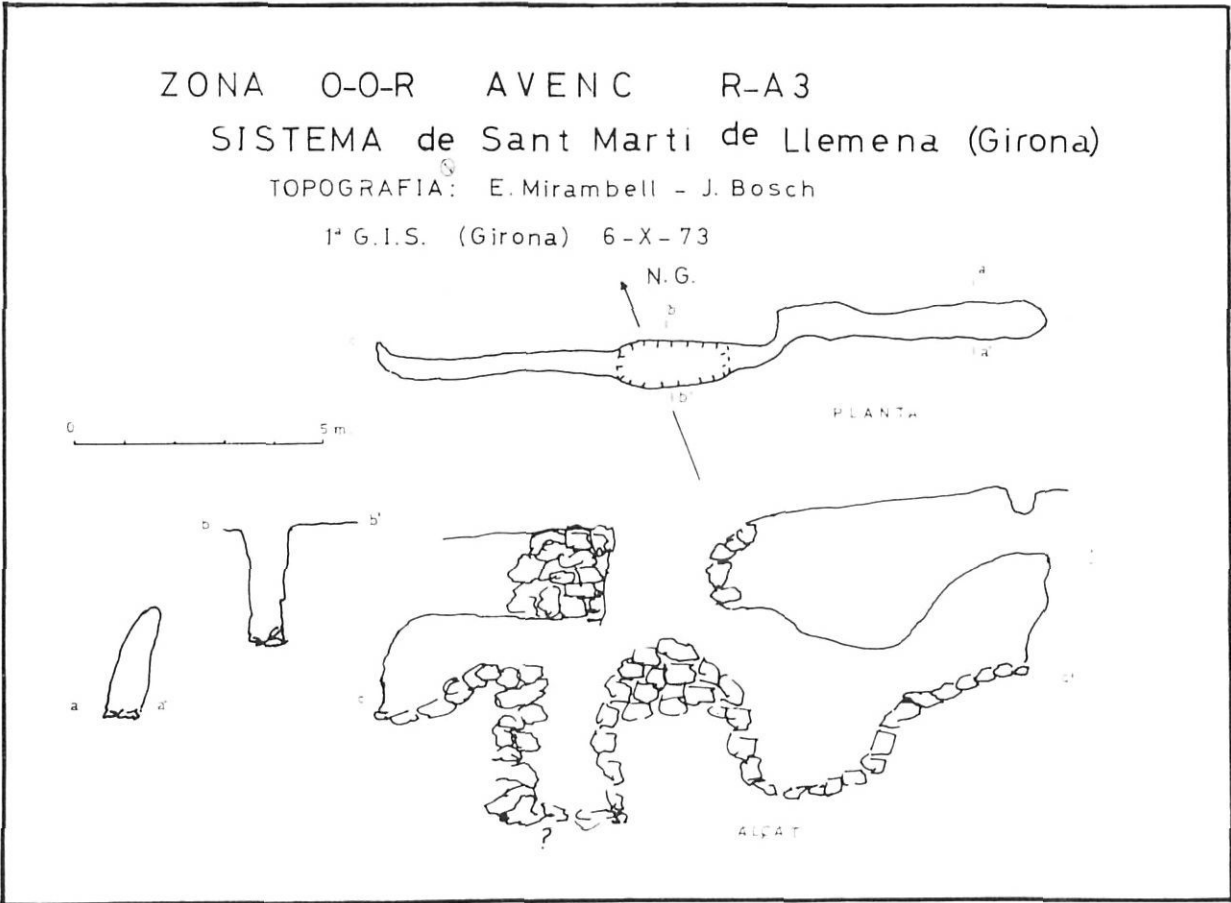 ZONA O-O-R AVENC R-A3
SISTEMA de Sant Marti de Llemena (Girona)
TOPOGRAFIA: E. Mirambell - J. Bosch
1ª G.I.S. (Girona) 6-X-73
N.G.
a
b
a'
b'
PLANTA
0 5 m.
b b'
a a'
c c'
?
ALÇAT